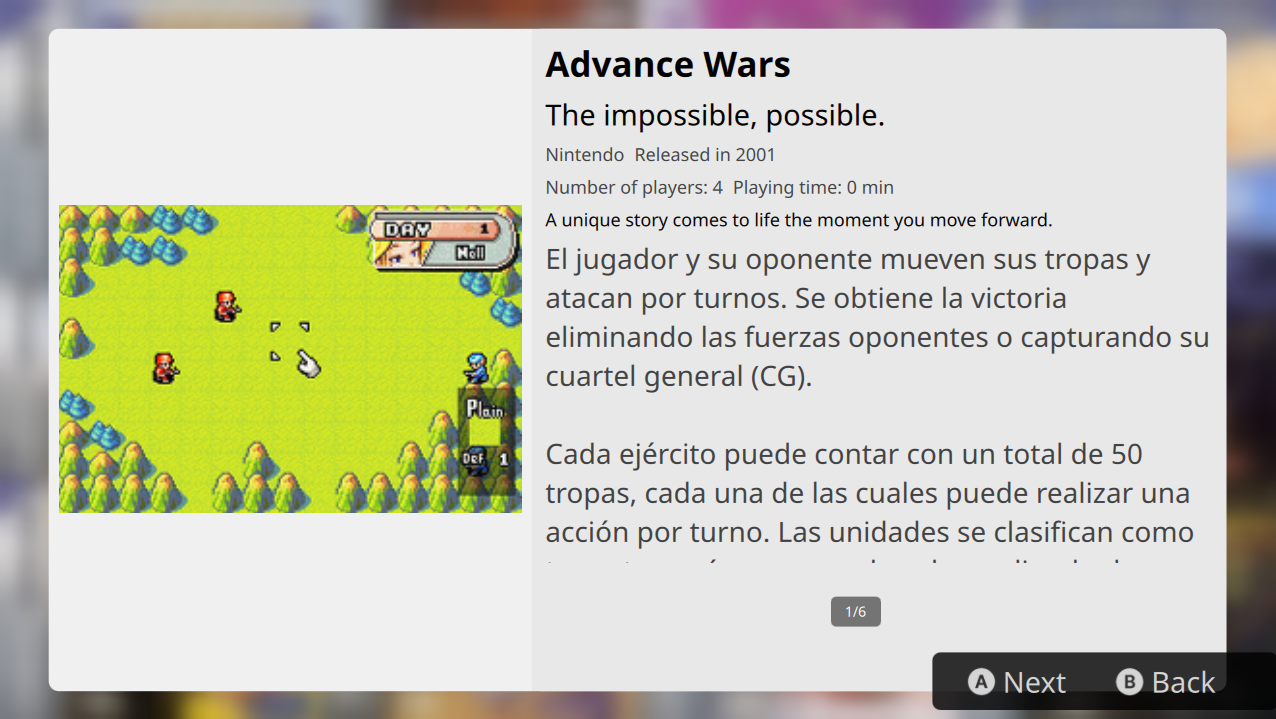 Advance Wars
The impossible, possible.
Nintendo Released in 2001
Number of players: 4 Playing time: 0 min
A unique story comes to life the moment you move forward.
El jugador y su oponente mueven sus tropas y
atacan por turnos. Se obtiene la victoria
eliminando las fuerzas oponentes o capturando su
cuartel general (CG).
Cada ejército puede contar con un total de 50
tropas, cada una de las cuales puede realizar una
acción por turno. Las unidades se clasifican como
1/6
A Next B Back
DAY 1
Nell
Plain
DEF 1